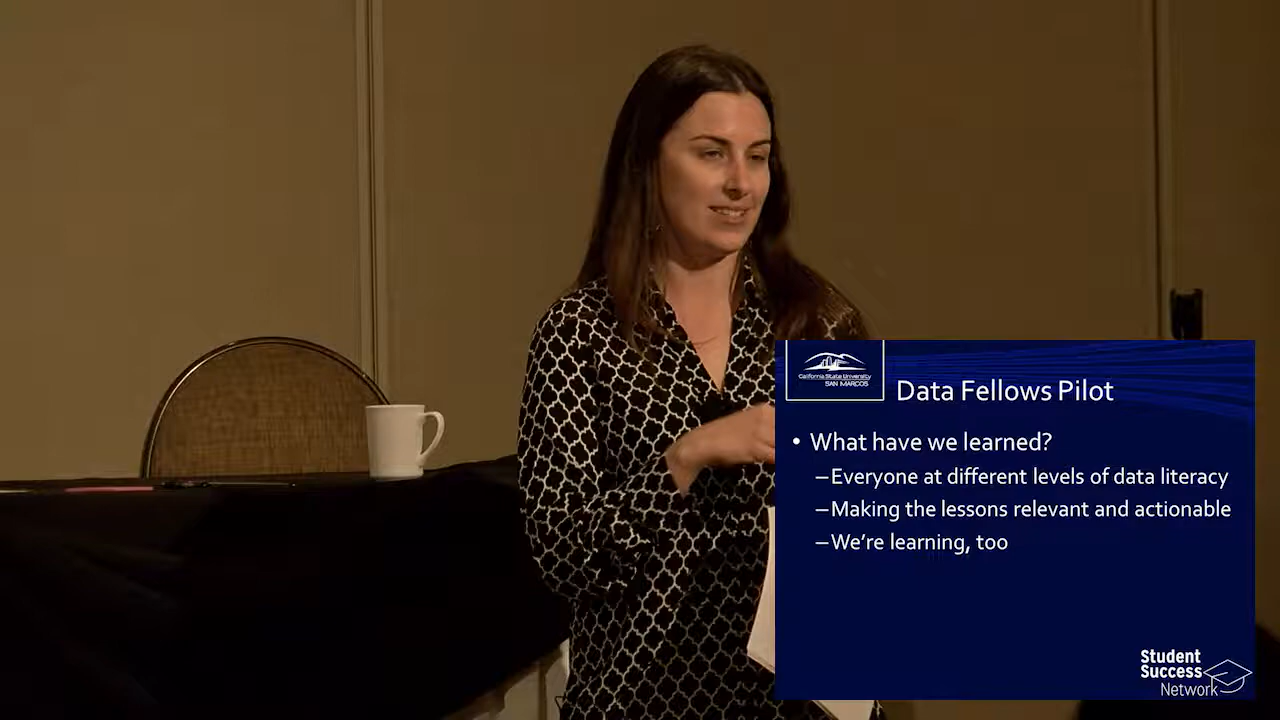 California State University
SAN MARCOS
Data Fellows Pilot
• What have we learned?
–Everyone at different levels of data literacy
–Making the lessons relevant and actionable
–We’re learning, too
Student
Success
Network